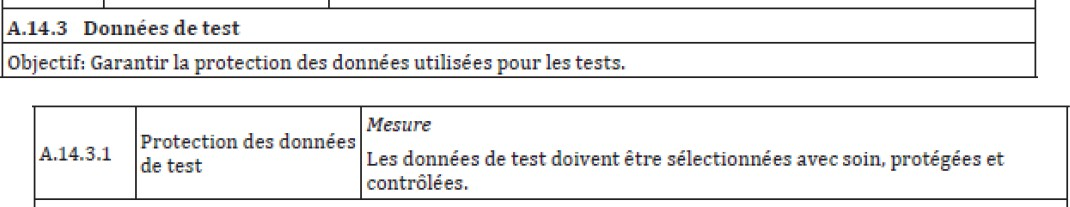 A.14.3 Données de test
Objectif: Garantir la protection des données utilisées pour les tests.
A.14.3.1
Protection des données
de test
Mesure
Les données de test doivent être sélectionnées avec soin, protégées et
contrôlées.